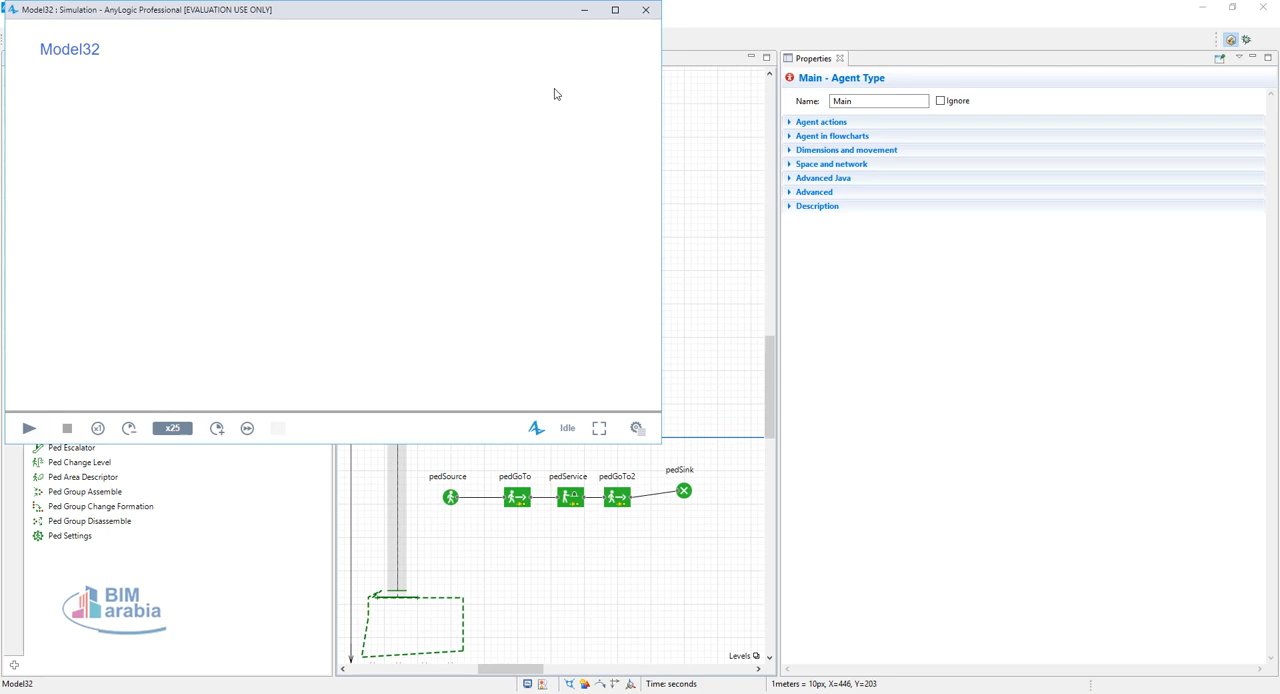 Model32 : Simulation - AnyLogic Professional [EVALUATION USE ONLY]
Model32
x1
x25
Idle
Ped Escalator
Ped Change Level
Ped Area Descriptor
Ped Group Assemble
Ped Group Change Formation
Ped Group Disassemble
Ped Settings
BIM
arabia
pedSource
pedGoTo
pedService
pedGoTo2
pedSink
Levels
Properties
Main - Agent Type
Name:
Main
Ignore
Agent actions
Agent in flowcharts
Dimensions and movement
Space and network
Advanced Java
Advanced
Description
Model32
Time: seconds
1meters = 10px, X=446, Y=203